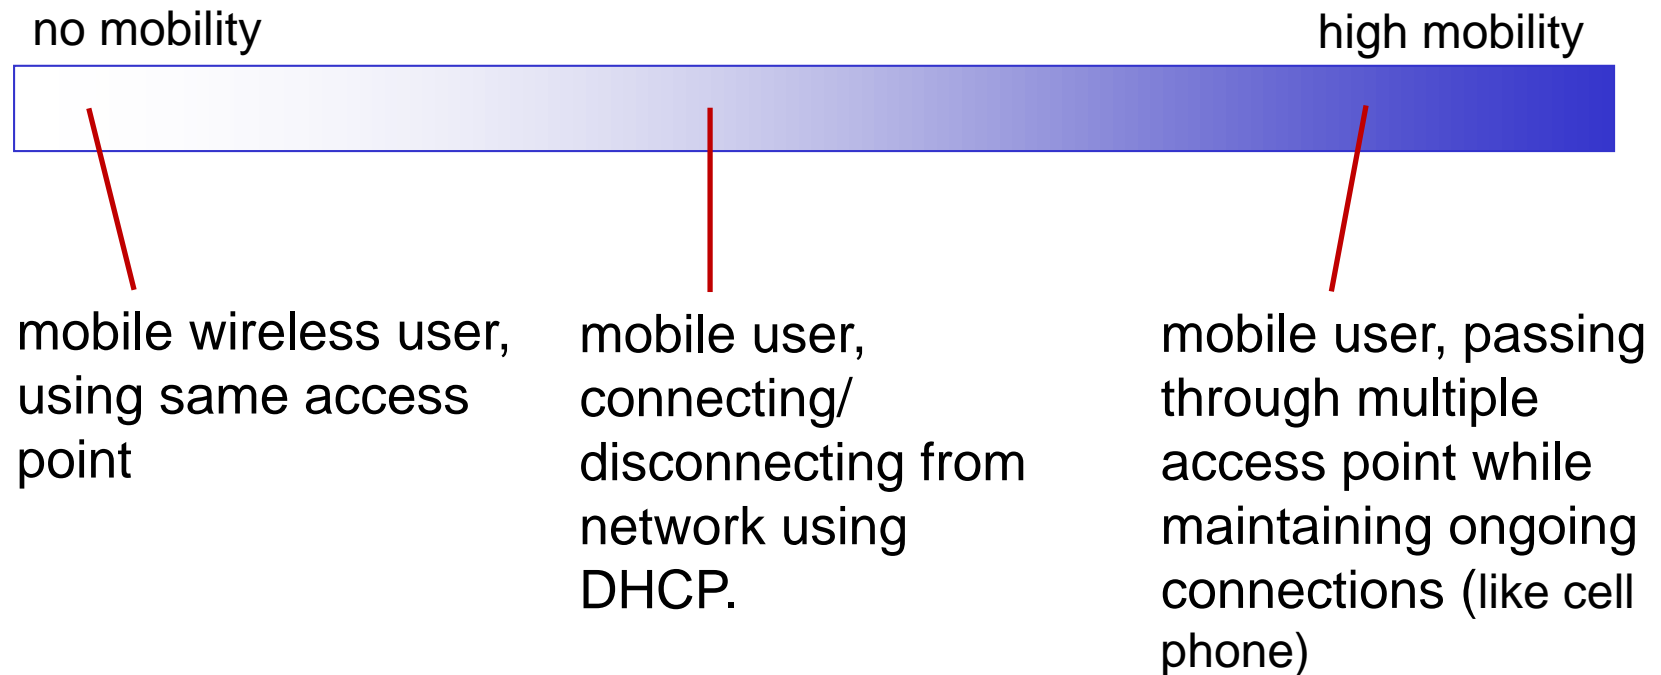 no mobility
high mobility
mobile wireless user,
using same access
point
mobile user,
connecting/
disconnecting from
network using
DHCP.
mobile user, passing
through multiple
access point while
maintaining ongoing
connections (like cell
phone)